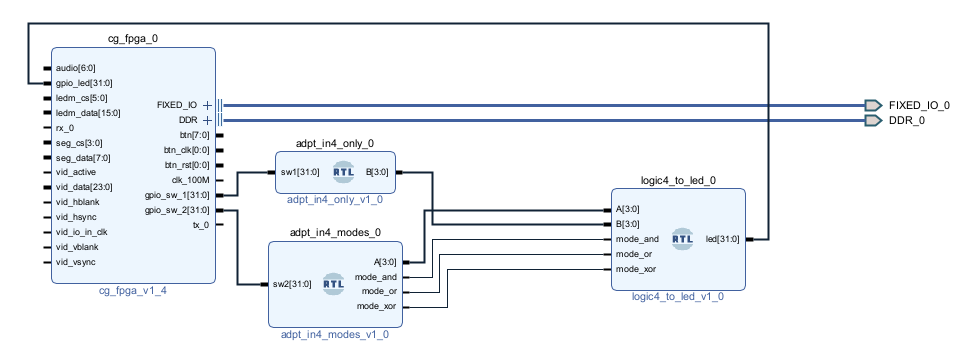 cg_fpga_0
audio[6:0]
gpio_led[31:0]
ledm_cs[5:0]
ledm_data[15:0]
rx_0
seg_cs[3:0]
seg_data[7:0]
vid_active
vid_data[23:0]
vid_hblank
vid_hsync
vid_io_in_clk
vid_vblank
vid_vsync
FIXED_IO
DDR
btn[7:0]
btn_clk[0:0]
btn_rst[0:0]
clk_100M
gpio_sw_1[31:0]
gpio_sw_2[31:0]
tx_0
cg_fpga_v1_4
adpt_in4_only_0
sw1[31:0] RTL B[3:0]
adpt_in4_only_v1_0
adpt_in4_modes_0
sw2[31:0] RTL
A[3:0]
mode_and
mode_or
mode_xor
adpt_in4_modes_v1_0
logic4_to_led_0
A[3:0]
B[3:0]
mode_and
mode_or
mode_xor
RTL led[31:0]
logic4_to_led_v1_0
FIXED_IO_0
DDR_0